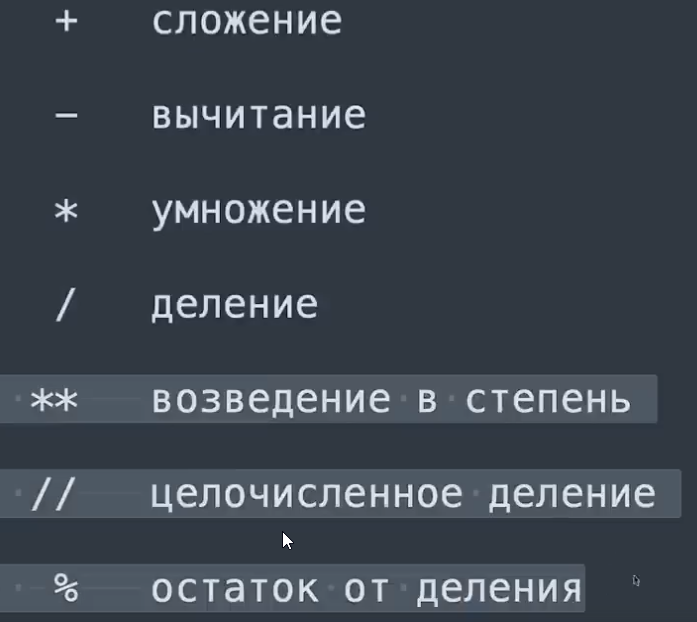 + сложение
− вычитание
* умножение
/ деление
** возведение в степень
// целочисленное деление
% остаток от деления